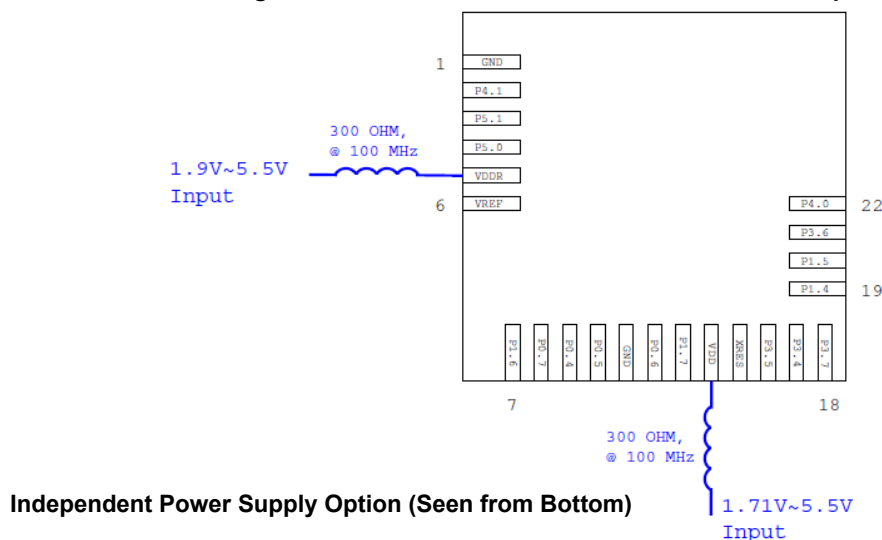 1
GND
P4.1
P5.1
P5.0
VDDR
6
VREF
300 OHM,
@ 100 MHz
1.9V~5.5V
Input
P4.0
22
P3.6
P1.5
P1.4
19
P1.6
P0.7
P0.4
P0.5
GND
P0.6
P1.7
VDD
XRES
P3.5
P3.4
P3.7
7
18
300 OHM,
@ 100 MHz
Independent Power Supply Option (Seen from Bottom)
1.71V~5.5V
Input